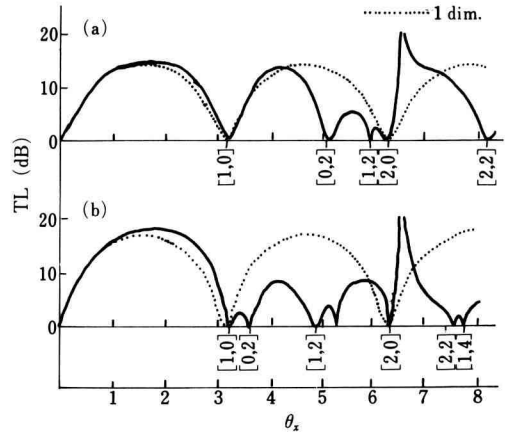 1 dim.
(a)
20
10
0
[1,0] [0,2] [1,2] [2,0] [2,2]
TL (dB)
(b)
20
10
0
[1,0] [0,2] [1,2] [2,0] [2,2] [1,4]
1 2 3 4 5 6 7 8
θx